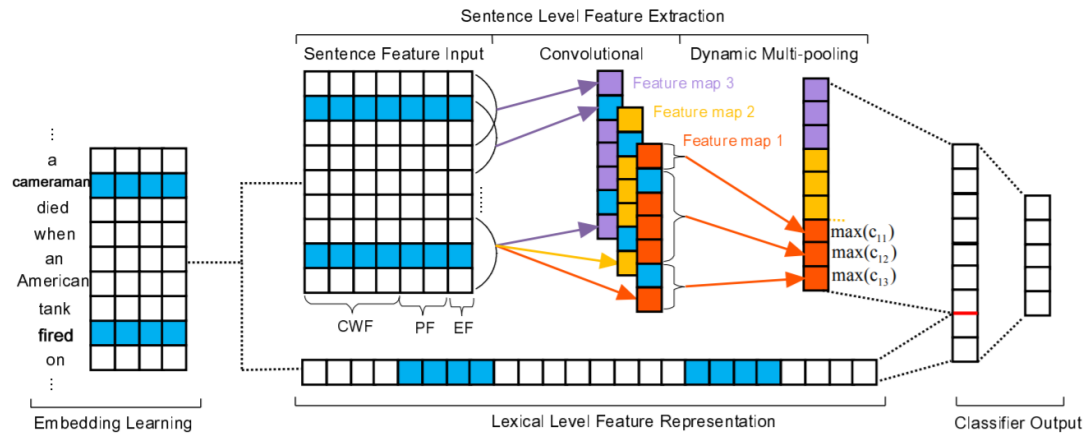 Sentence Level Feature Extraction
Sentence Feature Input
Convolutional
Dynamic Multi-pooling
Feature map 3
Feature map 2
Feature map 1
...
a
cameraman
died
when
an
American
tank
fired
on
...
max(c11)
max(c12)
max(c13)
CWF
PF
EF
Embedding Learning
Lexical Level Feature Representation
Classifier Output